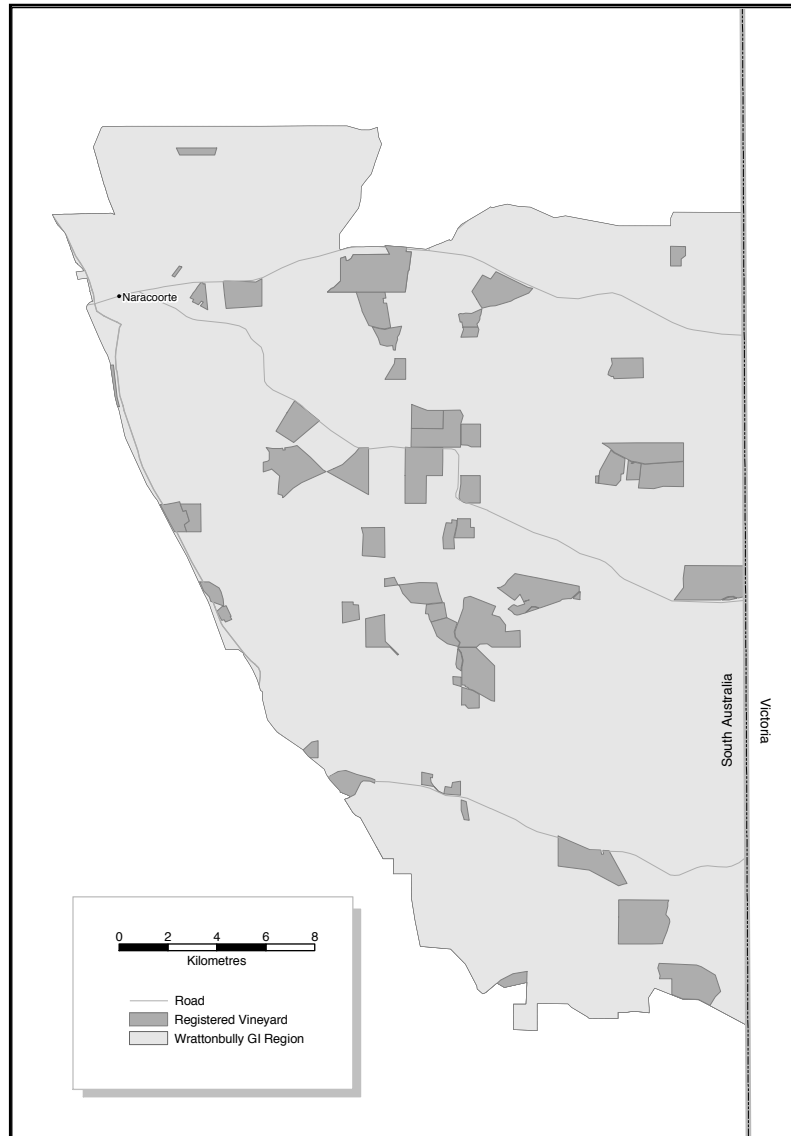 Naracoorte
South Australia
Victoria
0 2 4 6 8
Kilometres
Road
Registered Vineyard
Wrattonbully GI Region